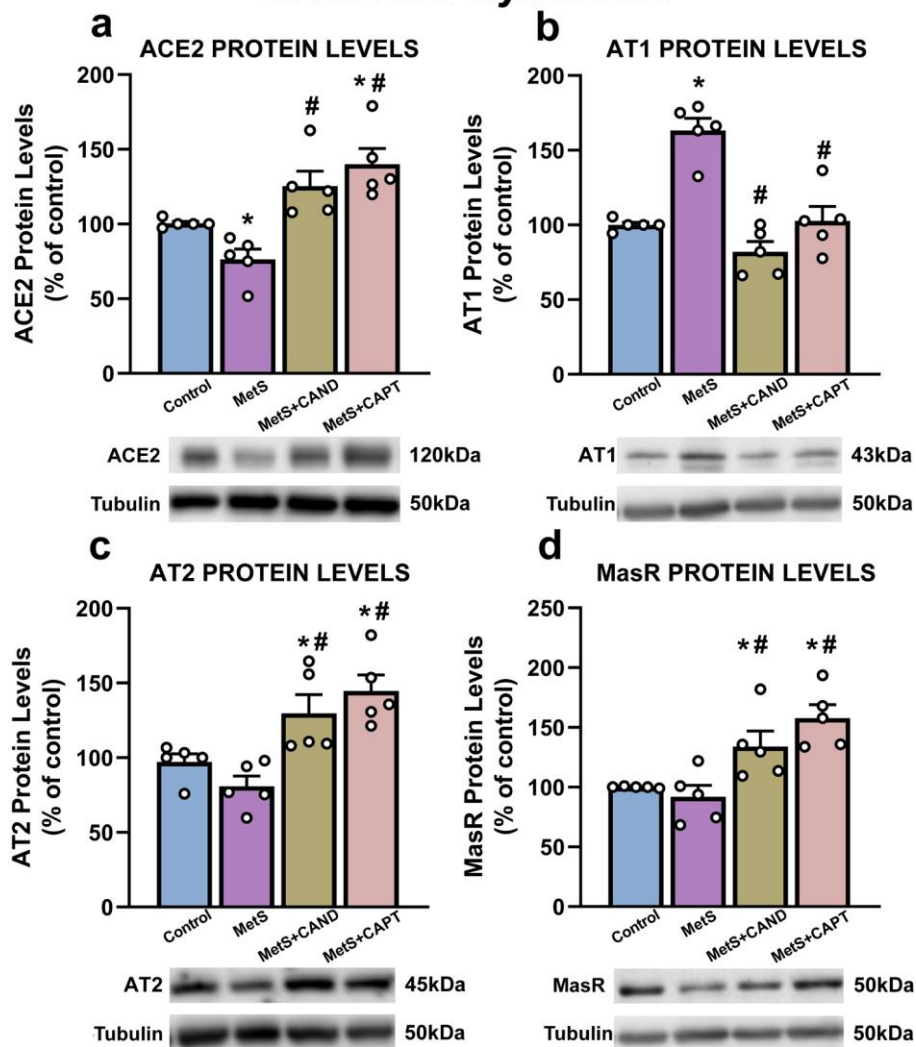 a
ACE2 PROTEIN LEVELS
ACE2 Protein Levels
(% of control)
200
150
100
50
0
*
#
* #
Control
MetS
MetS+CAND
MetS+CAPT
ACE2
120kDa
Tubulin
50kDa
b
AT1 PROTEIN LEVELS
AT1 Protein Levels
(% of control)
200
150
100
50
0
*
#
#
Control
MetS
MetS+CAND
MetS+CAPT
AT1
43kDa
Tubulin
50kDa
c
AT2 PROTEIN LEVELS
AT2 Protein Levels
(% of control)
200
150
100
50
0
*#
*#
Control
MetS
MetS+CAND
MetS+CAPT
AT2
45kDa
Tubulin
50kDa
d
MasR PROTEIN LEVELS
MasR Protein Levels
(% of control)
250
200
150
100
50
0
*#
*#
Control
MetS
MetS+CAND
MetS+CAPT
MasR
50kDa
Tubulin
50kDa